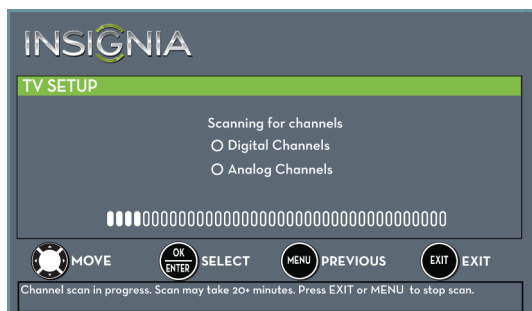 INSIGNIA
TV SETUP
Scanning for channels
Digital Channels
Analog Channels
MOVE
OK
ENTER
SELECT
MENU
PREVIOUS
EXIT
EXIT
Channel scan in progress. Scan may take 20+ minutes. Press EXIT or MENU to stop scan.